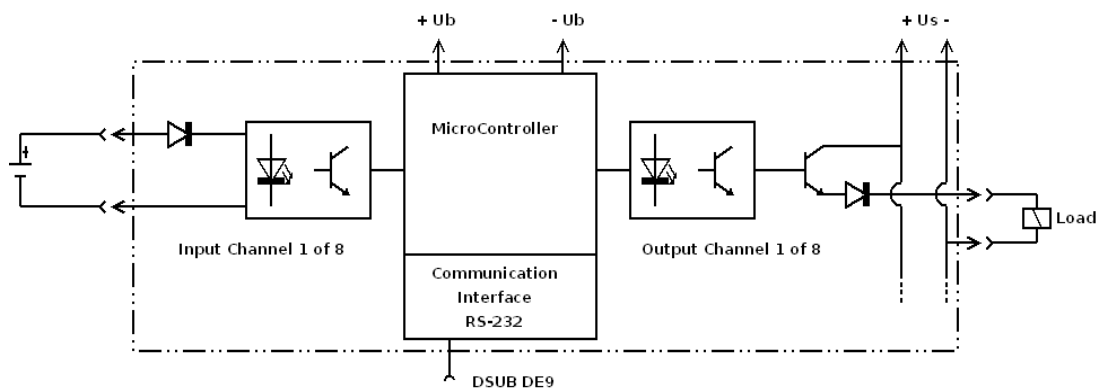 + Ub
- Ub
+ Us -
MicroController
+
Load
Input Channel 1 of 8
Output Channel 1 of 8
Communication
Interface
RS-232
DSUB DE9